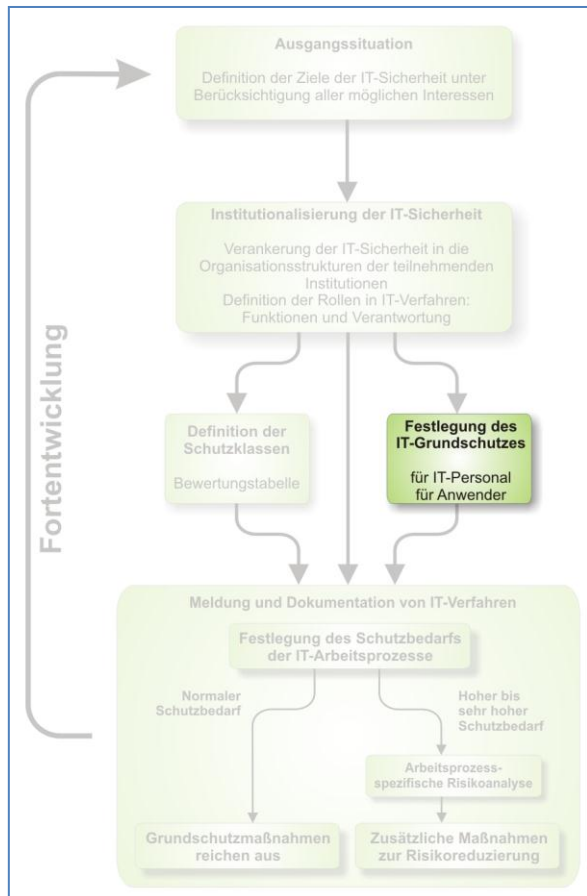 Ausgangssituation
Definition der Ziele der IT-Sicherheit unter
Berücksichtigung aller möglichen Interessen
Institutionalisierung der IT-Sicherheit
Verankerung der IT-Sicherheit in die
Organisationsstrukturen der teilnehmenden
Institutionen
Definition der Rollen in IT-Verfahren:
Funktionen und Verantwortung
Fortentwicklung
Definition der
Schutzklassen
Bewertungstabelle
Festlegung des
IT-Grundschutzes
für IT-Personal
für Anwender
Meldung und Dokumentation von IT-Verfahren
Festlegung des Schutzbedarfs
der IT-Arbeitsprozesse
Normaler
Schutzbedarf
Hoher bis
sehr hoher
Schutzbedarf
Arbeitsprozess-
spezifische Risikoanalyse
Grundschutzmaßnahmen
reichen aus
Zusätzliche Maßnahmen
zur Risikoreduzierung